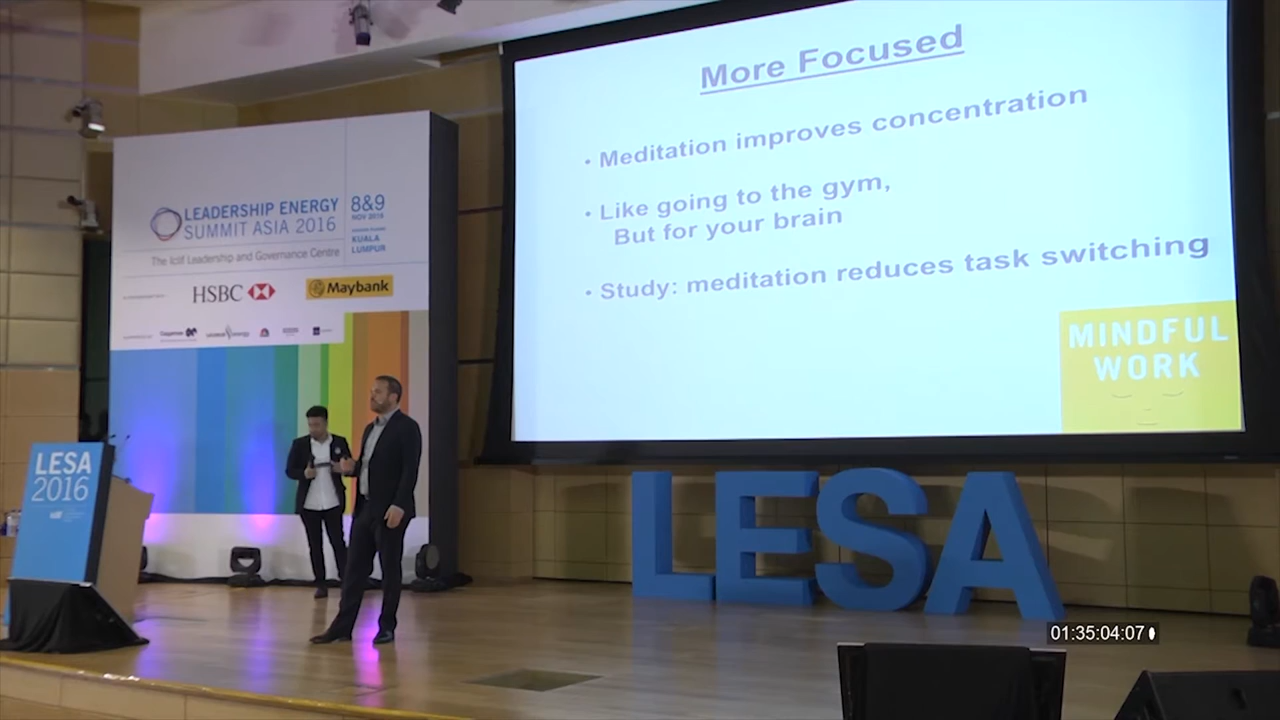 More Focused
• Meditation improves concentration
• Like going to the gym,
But for your brain
• Study: meditation reduces task switching
MINDFUL
WORK
LEADERSHIP ENERGY
SUMMIT ASIA 2016
8&9
NOV 2016
KUALA
LUMPUR
The Iclif Leadership and Governance Centre
HSBC
Maybank
LESA
2016
LESA
01:35:04:07